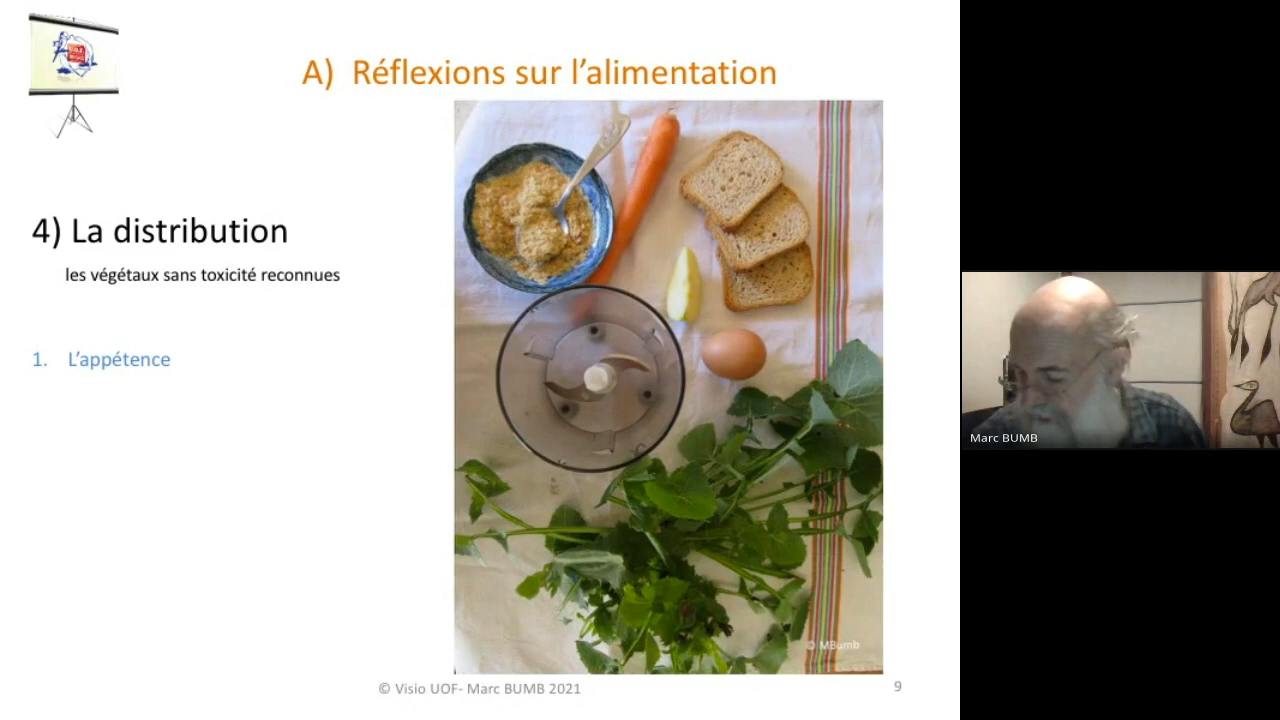 A) Réflexions sur l’alimentation
4) La distribution
les végétaux sans toxicité reconnues
1. L’appétence
© MBumb
© Visio UOF- Marc BUMB 2021
9
Marc BUMB